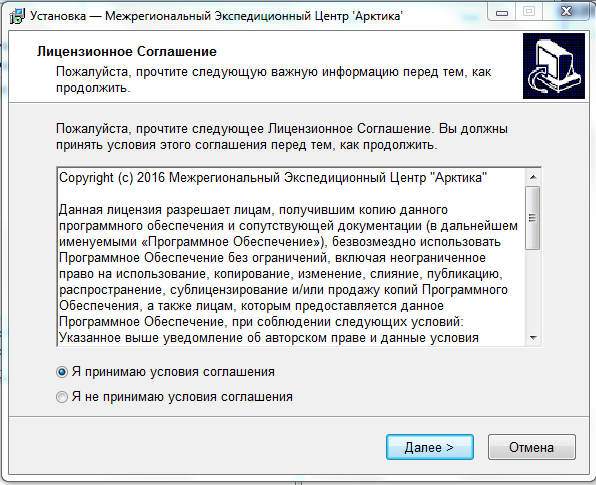 Установка — Межрегиональный Экспедиционный Центр 'Арктика'
Лицензионное Соглашение
Пожалуйста, прочтите следующую важную информацию перед тем, как
продолжить.
Пожалуйста, прочтите следующее Лицензионное Соглашение. Вы должны
принять условия этого соглашения перед тем, как продолжить.
Copyright (c) 2016 Межрегиональный Экспедиционный Центр "Арктика"
Данная лицензия разрешает лицам, получившим копию данного
программного обеспечения и сопутствующей документации (в дальнейшем
именуемыми «Программное Обеспечение»), безвозмездно использовать
Программное Обеспечение без ограничений, включая неограниченное
право на использование, копирование, изменение, слияние, публикацию,
распространение, сублицензирование и/или продажу копий Программного
Обеспечения, а также лицам, которым предоставляется данное
Программное Обеспечение, при соблюдении следующих условий:
Указанное выше уведомление об авторском праве и данные условия
Я принимаю условия соглашения
Я не принимаю условия соглашения
Далее >
Отмена